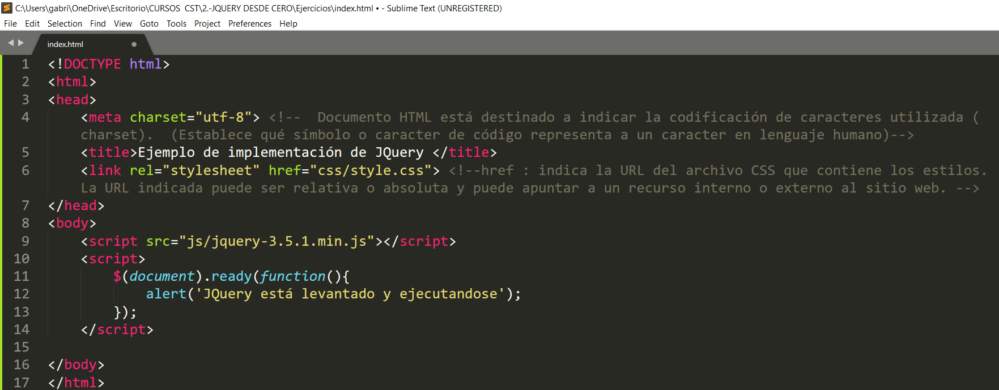 C:\Users\gabri\OneDrive\Escritorio\CURSOS  CST\2.-JQUERY DESDE CERO\Ejercicios\index.html • - Sublime Text (UNREGISTERED)
File Edit Selection Find View Goto Tools Project Preferences Help
index.html
1 <!DOCTYPE html>
2 <html>
3 <head>
4 <meta charset="utf-8"> <!--  Documento HTML está destinado a indicar la codificación de caracteres utilizada (
charset).  (Establece qué símbolo o caracter de código representa a un caracter en lenguaje humano)-->
5 <title>Ejemplo de implementación de JQuery </title>
6 <link rel="stylesheet" href="css/style.css"> <!--href : indica la URL del archivo CSS que contiene los estilos.
La URL indicada puede ser relativa o absoluta y puede apuntar a un recurso interno o externo al sitio web. -->
7 </head>
8 <body>
9 <script src="js/jquery-3.5.1.min.js"></script>
10 <script>
11 $(document).ready(function(){
12 alert('JQuery está levantado y ejecutandose');
13 });
14 </script>
15
16 </body>
17 </html>